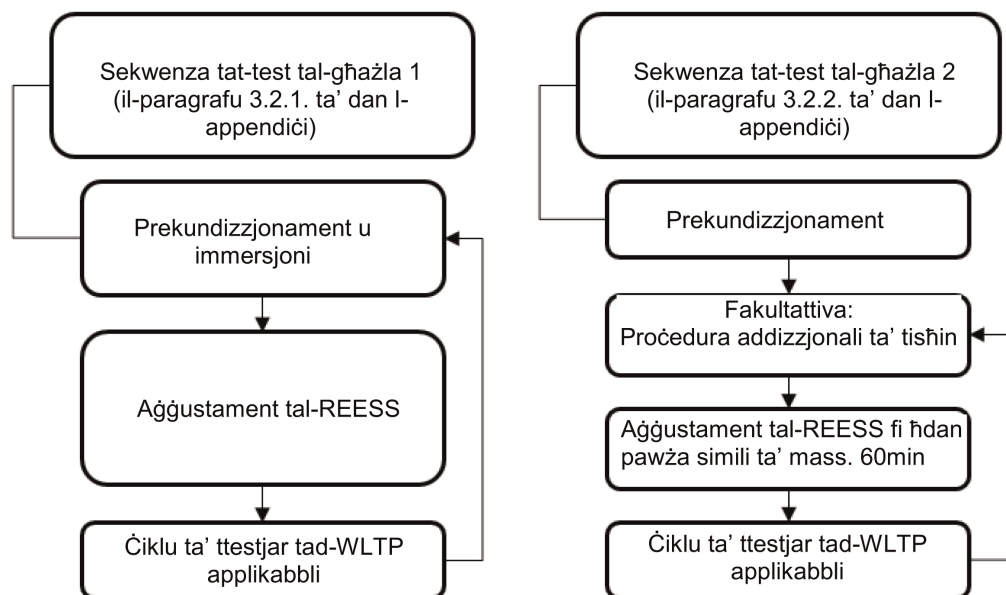 Sekwenza tat-test tal-għażla 1
(il-paragrafu 3.2.1. ta’ dan l-
appendiċi)
Prekundizzjonament u
immersjoni
Aġġustament tal-REESS
Ċiklu ta’ ttestjar tad-WLTP
applikabbli
Sekwenza tat-test tal-għażla 2
(il-paragrafu 3.2.2. ta’ dan l-
appendiċi)
Prekundizzjonament
Fakultattiva:
Proċedura addizzjonali ta’ tisħin
Aġġustament tal-REESS fi ħdan
pawża simili ta’ mass. 60min
Ċiklu ta’ ttestjar tad-WLTP
applikabbli